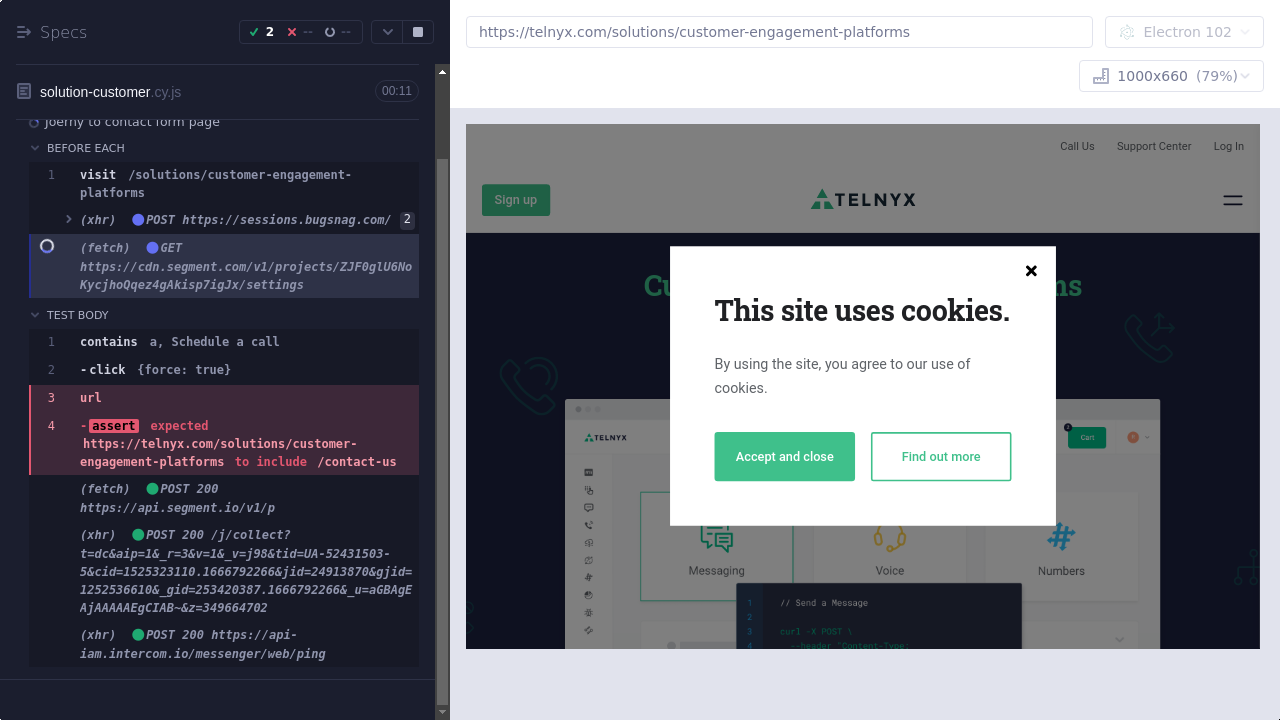 Specs
2
--
--
solution-customer.cy.js
00:11
joerny to contact form page
BEFORE EACH
1 visit /solutions/customer-engagement-
platforms
(xhr) POST https://sessions.bugsnag.com/ 2
(fetch) GET
https://cdn.segment.com/v1/projects/ZJF0glU6No
KycjhoQqez4gAkisp7igJx/settings
TEST BODY
1 contains a, Schedule a call
2 -click {force: true}
3 url
4 -assert expected
https://telnyx.com/solutions/customer-
engagement-platforms to include /contact-us
(fetch) POST 200
https://api.segment.io/v1/p
(xhr) POST 200 /j/collect?
t=dc&aip=1&_r=3&v=1&_v=j98&tid=UA-52431503-
5&cid=1525323110.1666792266&jid=24913870&gjid=
1252536610&_gid=253420387.1666792266&_u=aGBAgE
AjAAAAAEgCIAB~&z=349664702
(xhr) POST 200 https://api-
iam.intercom.io/messenger/web/ping
https://telnyx.com/solutions/customer-engagement-platforms
Electron 102
1000x660 (79%)
Call Us Support Center Log In
Sign up
TELNYX
Cu
ms
This site uses cookies.
By using the site, you agree to our use of
cookies.
Accept and close
Find out more
TELNYX
Cart
Messaging
Voice
Numbers
1 // Send a Message
2
3 curl -X POST \
4 --header "Content-Type: